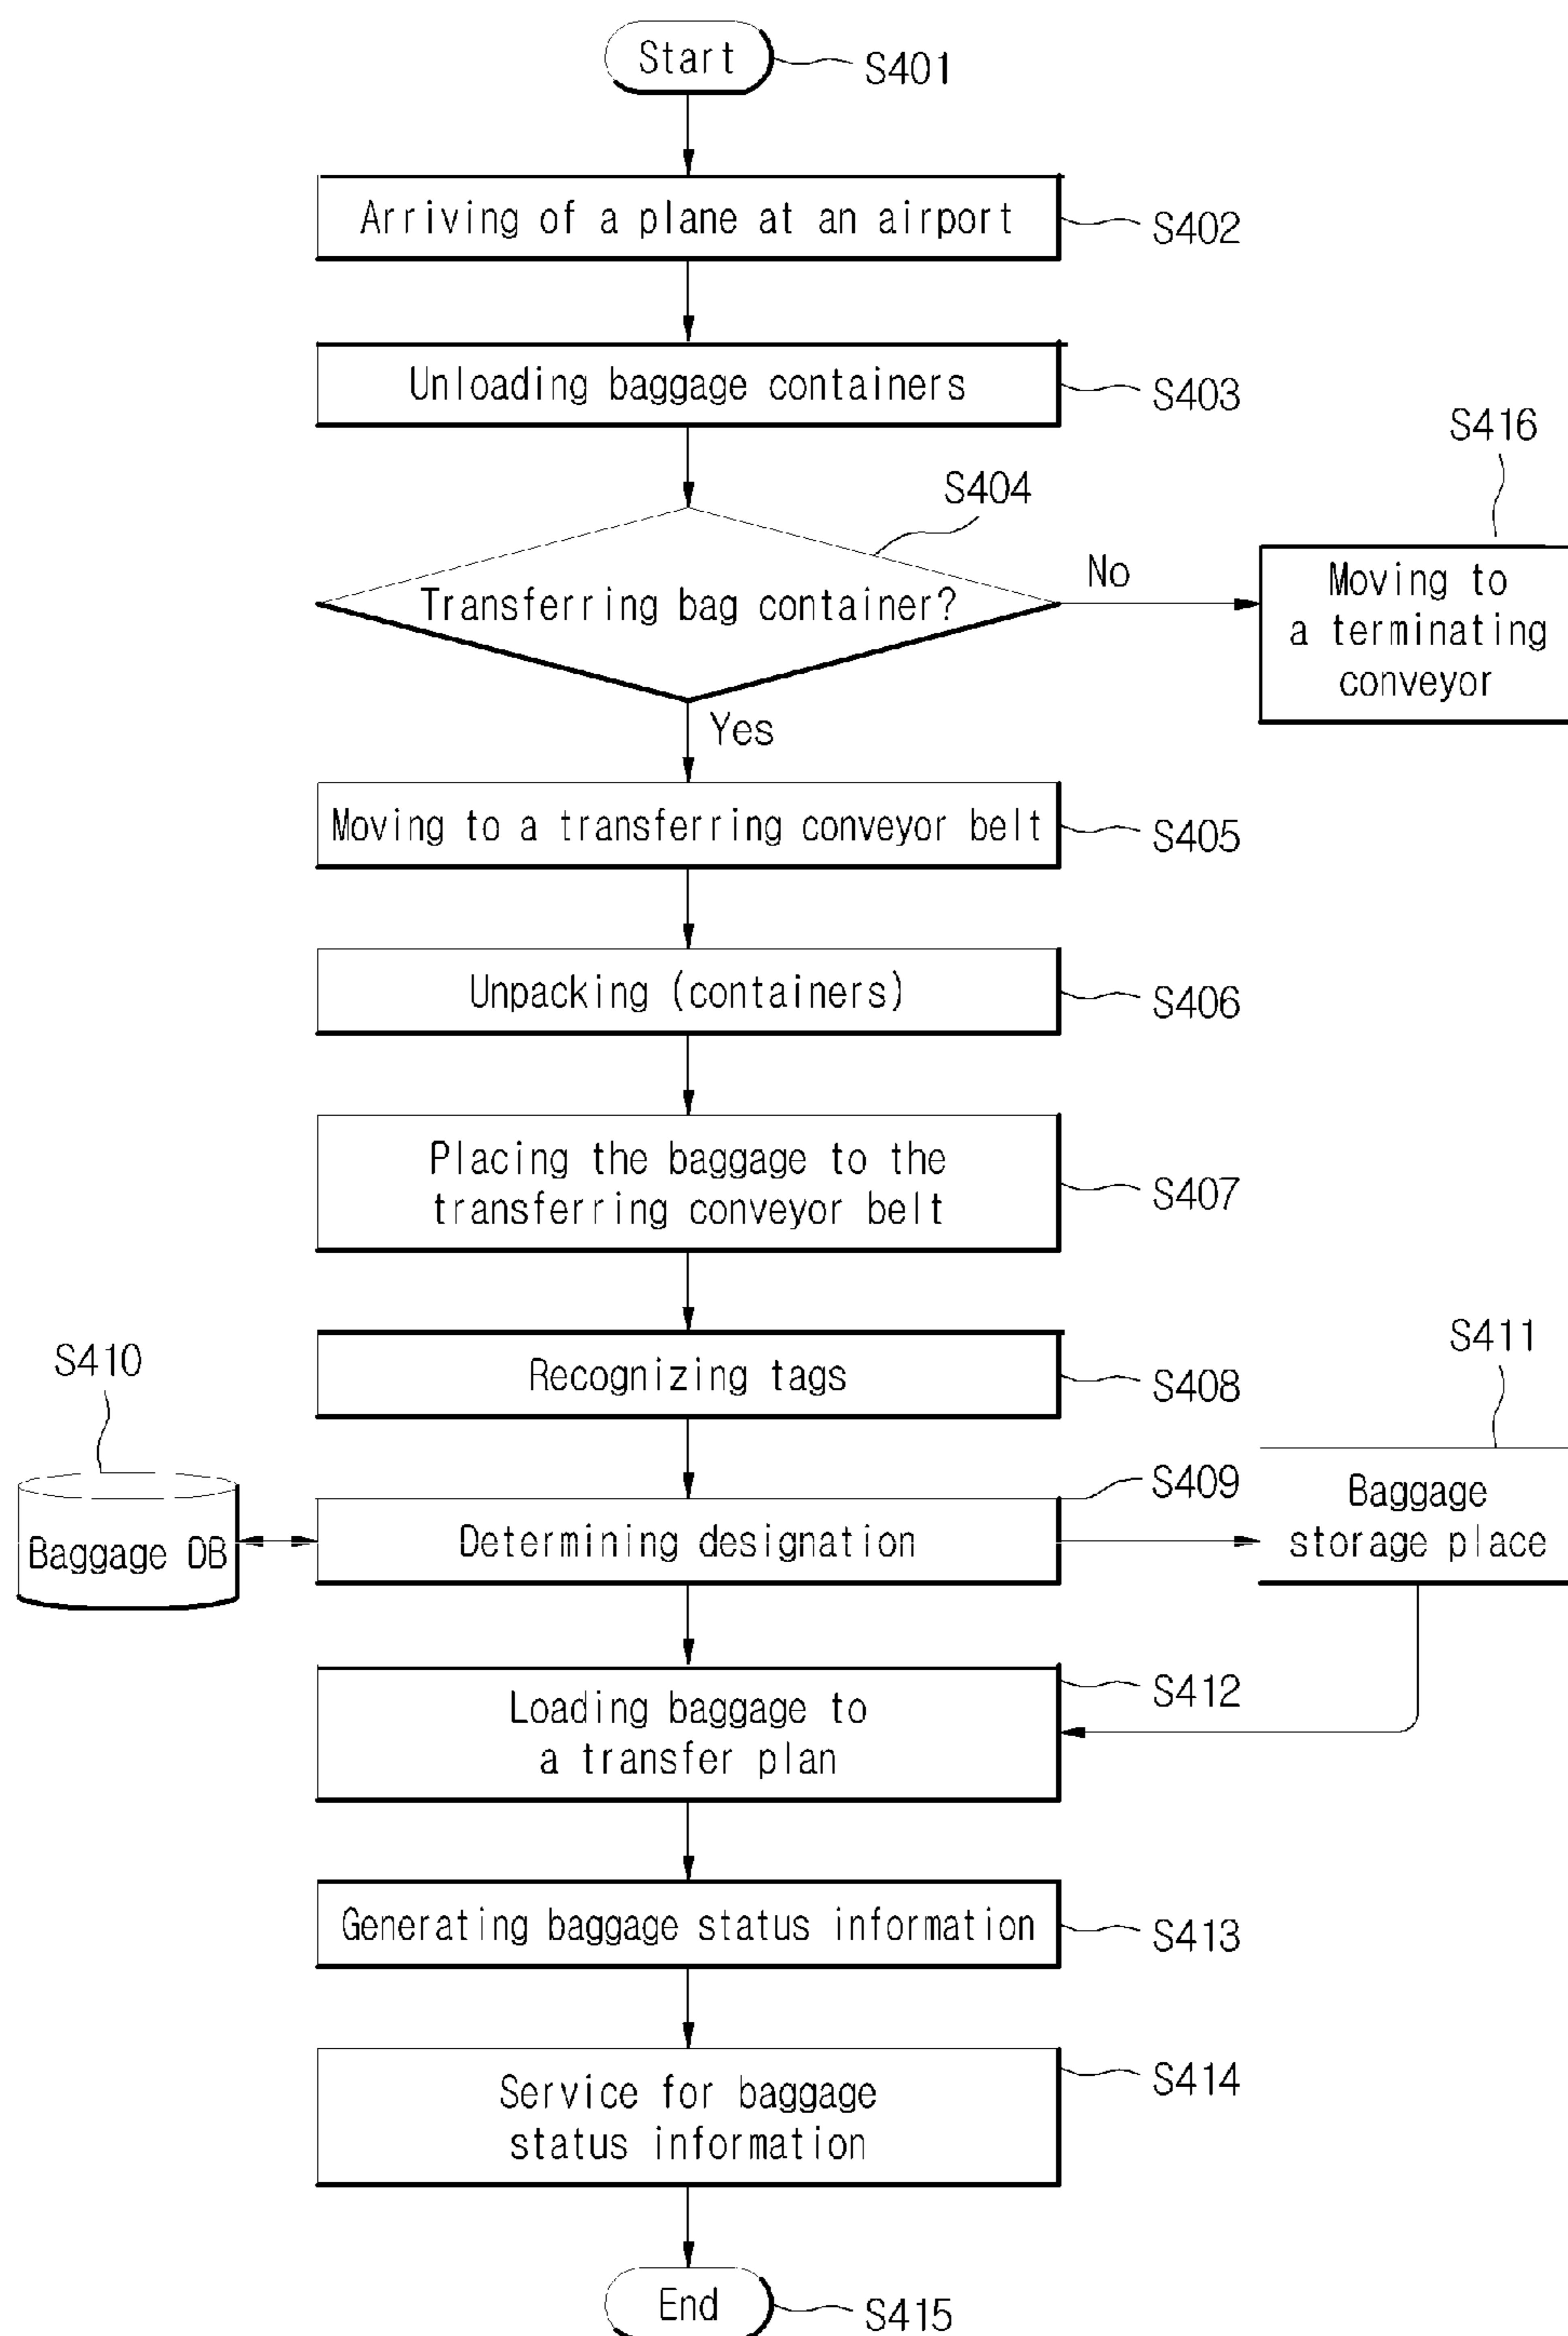 Start
S401
Arriving of a plane at an airport
S402
Unloading baggage containers
S403
S416
S404
Transferring bag container?
No
Moving to
a terminating
conveyor
Yes
Moving to a transferring conveyor belt
S405
Unpacking (containers)
S406
Placing the baggage to the
transferring conveyor belt
S407
Recognizing tags
S408
S410
S411
Baggage DB
Determining designation
S409
Baggage
storage place
Loading baggage to
a transfer plan
S412
Generating baggage status information
S413
Service for baggage
status information
S414
End
S415